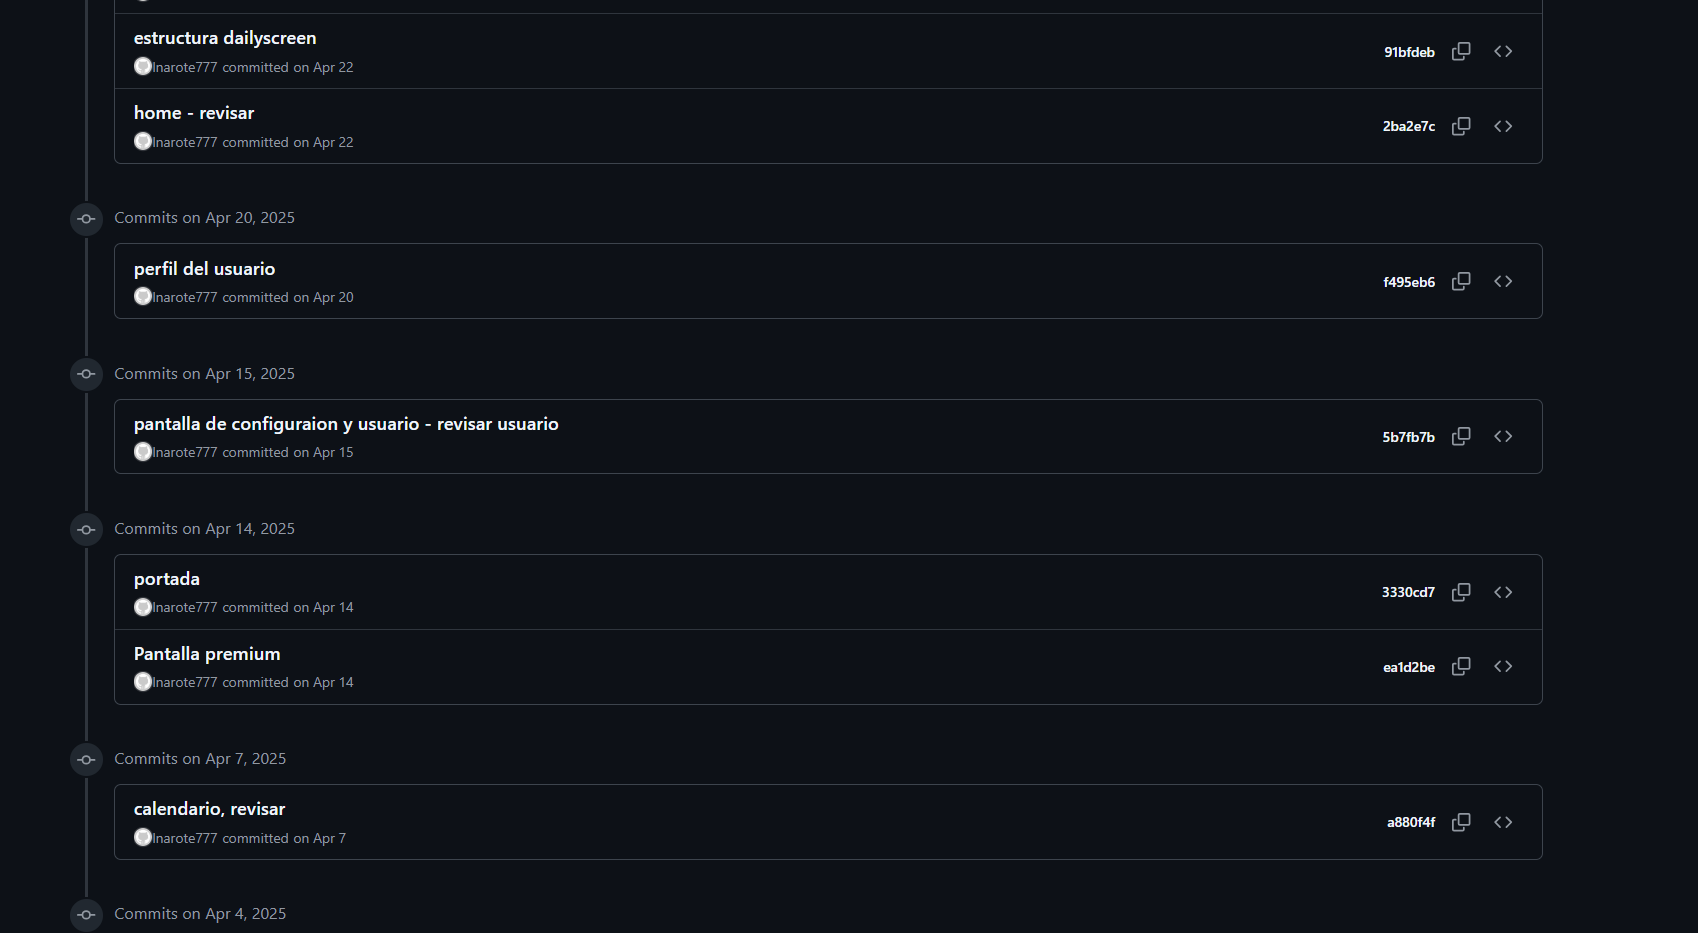 estructura dailyscreen
91bfdeb
lnarote777 committed on Apr 22
home - revisar
2ba2e7c
lnarote777 committed on Apr 22
Commits on Apr 20, 2025
perfil del usuario
f495eb6
lnarote777 committed on Apr 20
Commits on Apr 15, 2025
pantalla de configuraion y usuario - revisar usuario
5b7fb7b
lnarote777 committed on Apr 15
Commits on Apr 14, 2025
portada
3330cd7
lnarote777 committed on Apr 14
Pantalla premium
ea1d2be
lnarote777 committed on Apr 14
Commits on Apr 7, 2025
calendario, revisar
a880f4f
lnarote777 committed on Apr 7
Commits on Apr 4, 2025